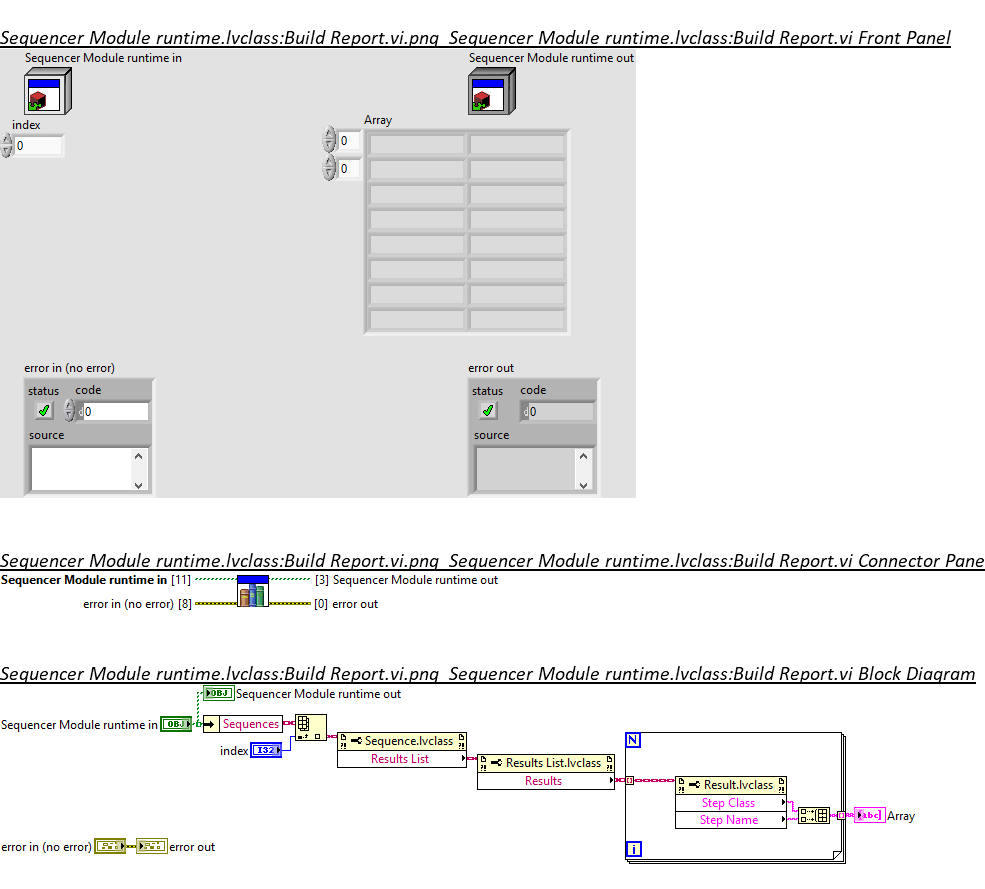 Sequencer Module runtime.lvclass:Build Report.vi.png  Sequencer Module runtime.lvclass:Build Report.vi Front Panel
Sequencer Module runtime in
Sequencer Module runtime out
index
0
Array
0
0
error in (no error)
status
code
d0
source
error out
status
code
d0
source
Sequencer Module runtime.lvclass:Build Report.vi.png  Sequencer Module runtime.lvclass:Build Report.vi Connector Pane
Sequencer Module runtime in [11]
[3] Sequencer Module runtime out
error in (no error) [8]
[0] error out
Sequencer Module runtime.lvclass:Build Report.vi.png  Sequencer Module runtime.lvclass:Build Report.vi Block Diagram
OBJ Sequencer Module runtime out
Sequencer Module runtime in OBJ
Sequences
index I32
Sequence.lvclass
Results List
Results List.lvclass
Results
N
Result.lvclass
Step Class
Step Name
abc Array
i
error in (no error)
error out